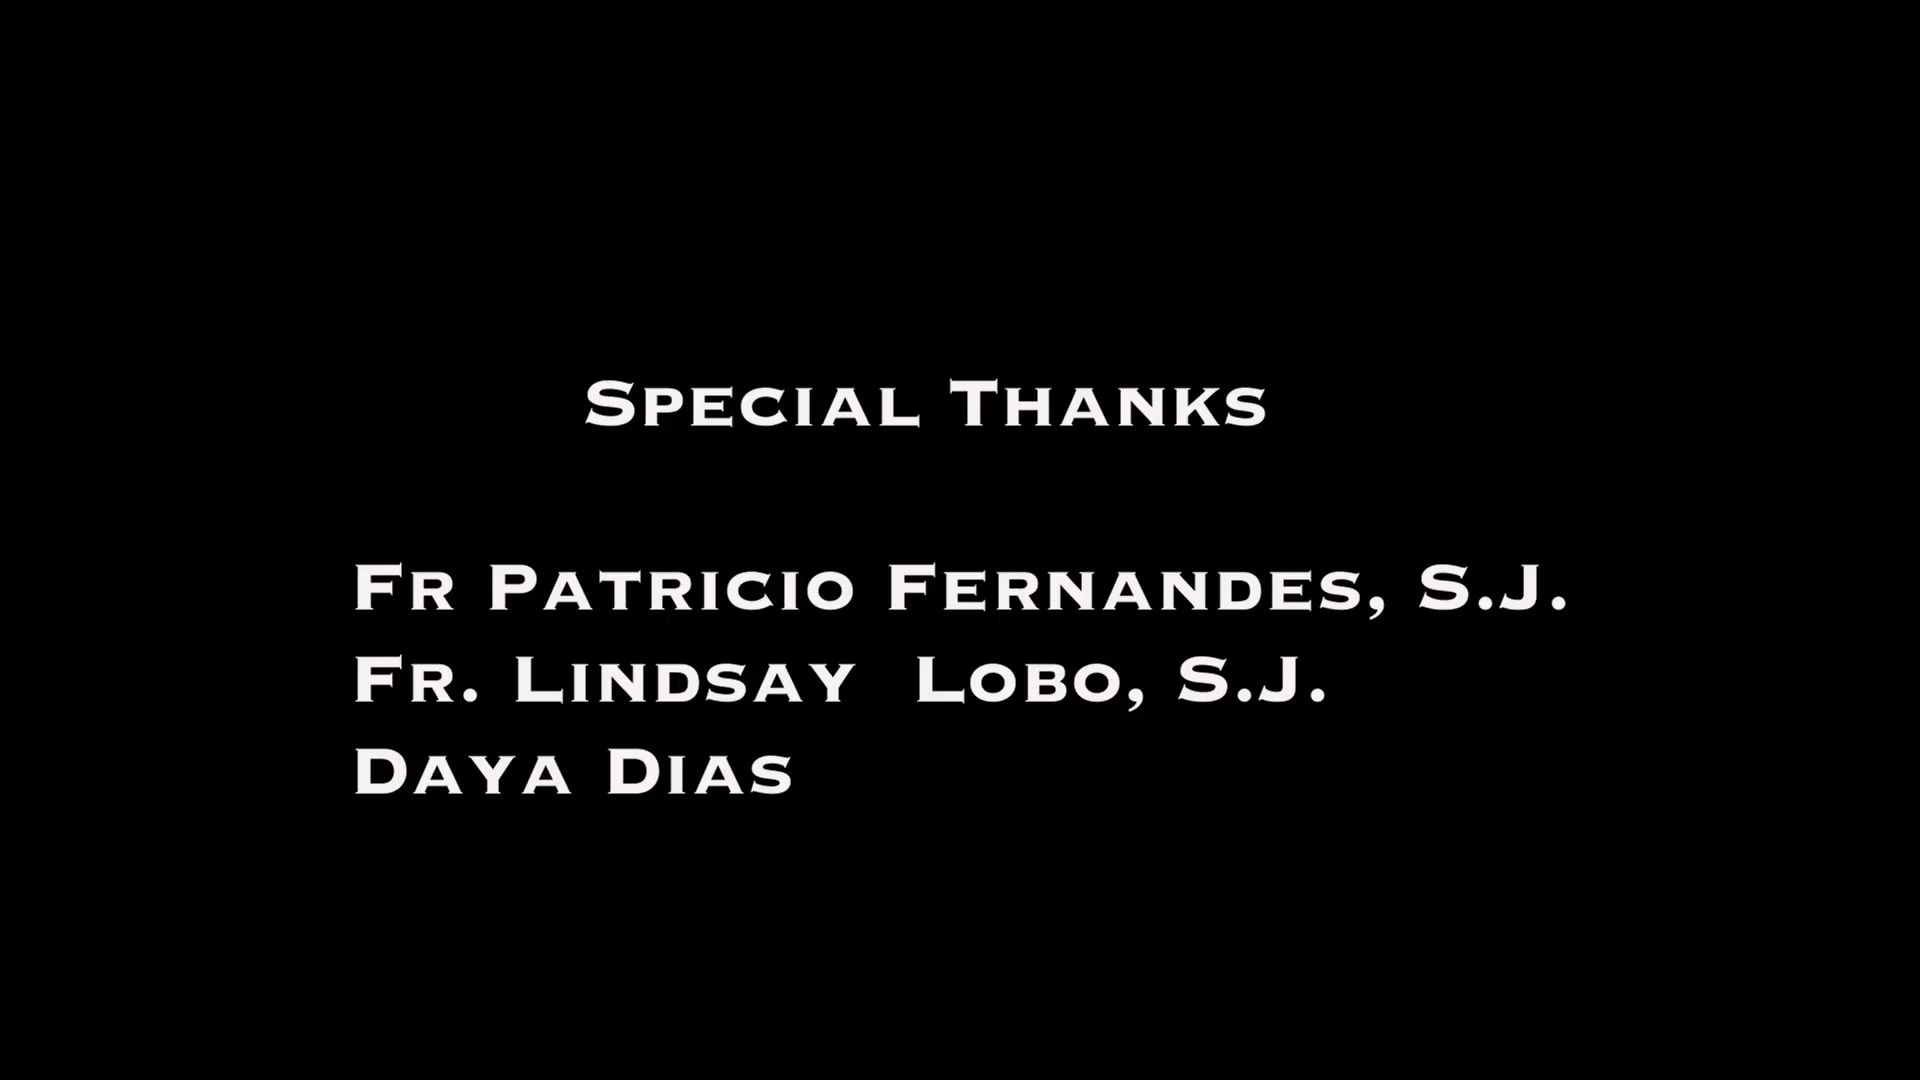 Special Thanks
Fr Patricio Fernandes, S.J.
Fr. Lindsay  Lobo, S.J.
Daya Dias